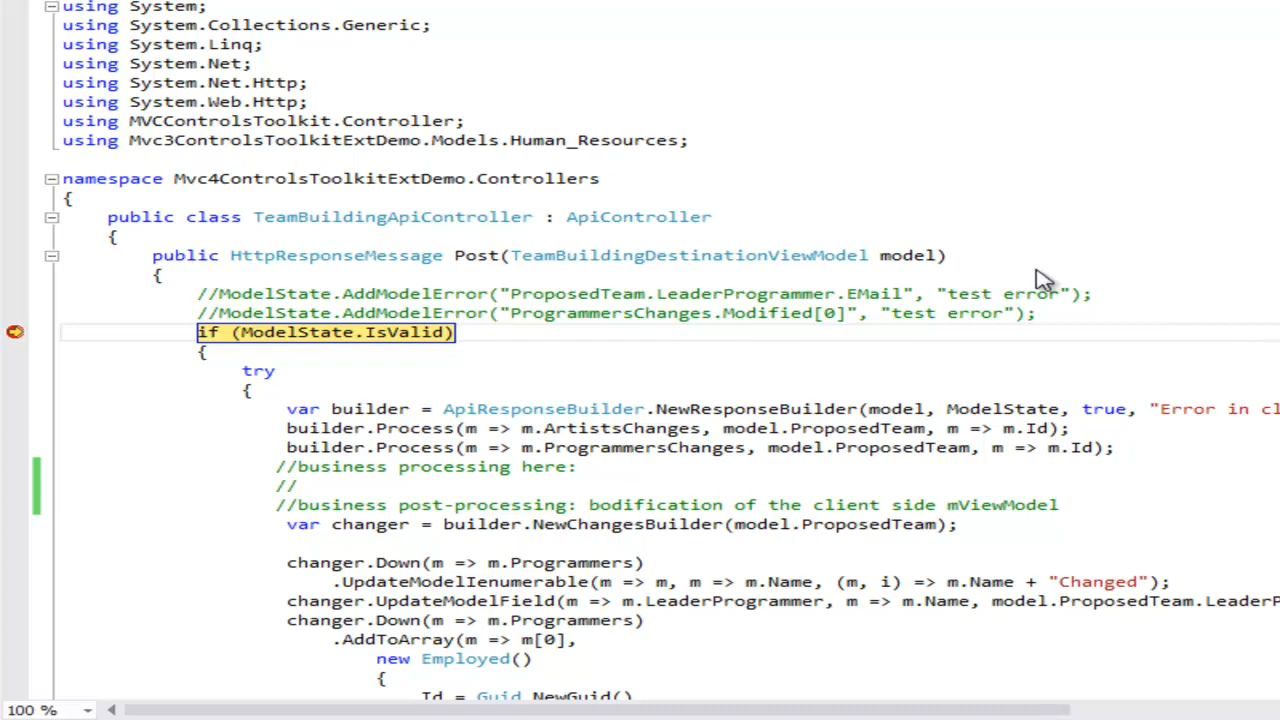 using System;
using System.Collections.Generic;
using System.Linq;
using System.Net;
using System.Net.Http;
using System.Web.Http;
using MVCControlsToolkit.Controller;
using Mvc3ControlsToolkitExtDemo.Models.Human_Resources;
namespace Mvc4ControlsToolkitExtDemo.Controllers
{
public class TeamBuildingApiController : ApiController
{
public HttpResponseMessage Post(TeamBuildingDestinationViewModel model)
{
//ModelState.AddModelError("ProposedTeam.LeaderProgrammer.EMail", "test error");
//ModelState.AddModelError("ProgrammersChanges.Modified[0]", "test error");
if (ModelState.IsValid)
{
try
{
var builder = ApiResponseBuilder.NewResponseBuilder(model, ModelState, true, "Error in cl
builder.Process(m => m.ArtistsChanges, model.ProposedTeam, m => m.Id);
builder.Process(m => m.ProgrammersChanges, model.ProposedTeam, m => m.Id);
//business processing here:
//
//business post-processing: bodification of the client side mViewModel
var changer = builder.NewChangesBuilder(model.ProposedTeam);
changer.Down(m => m.Programmers)
.UpdateModelIenumerable(m => m, m => m.Name, (m, i) => m.Name + "Changed");
changer.UpdateModelField(m => m.LeaderProgrammer, m => m.Name, model.ProposedTeam.LeaderP
changer.Down(m => m.Programmers)
.AddToArray(m => m[0],
new Employed()
{
Id = Guid.NewGuid()
100 %